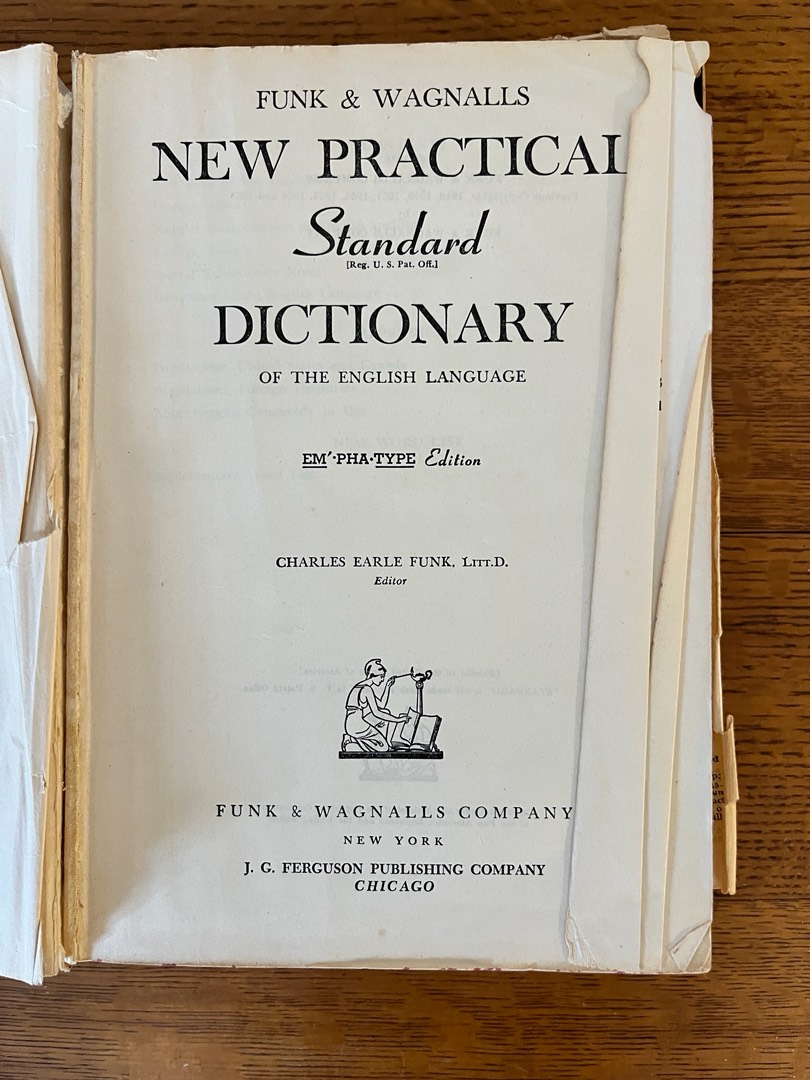 FUNK & WAGNALLS
NEW PRACTICAL
Standard
[Reg. U. S. Pat. Off.]
DICTIONARY
OF THE ENGLISH LANGUAGE
EM′·PHA·TYPE Edition
CHARLES EARLE FUNK, LITT.D.
Editor
FUNK & WAGNALLS COMPANY
NEW YORK
J. G. FERGUSON PUBLISHING COMPANY
CHICAGO